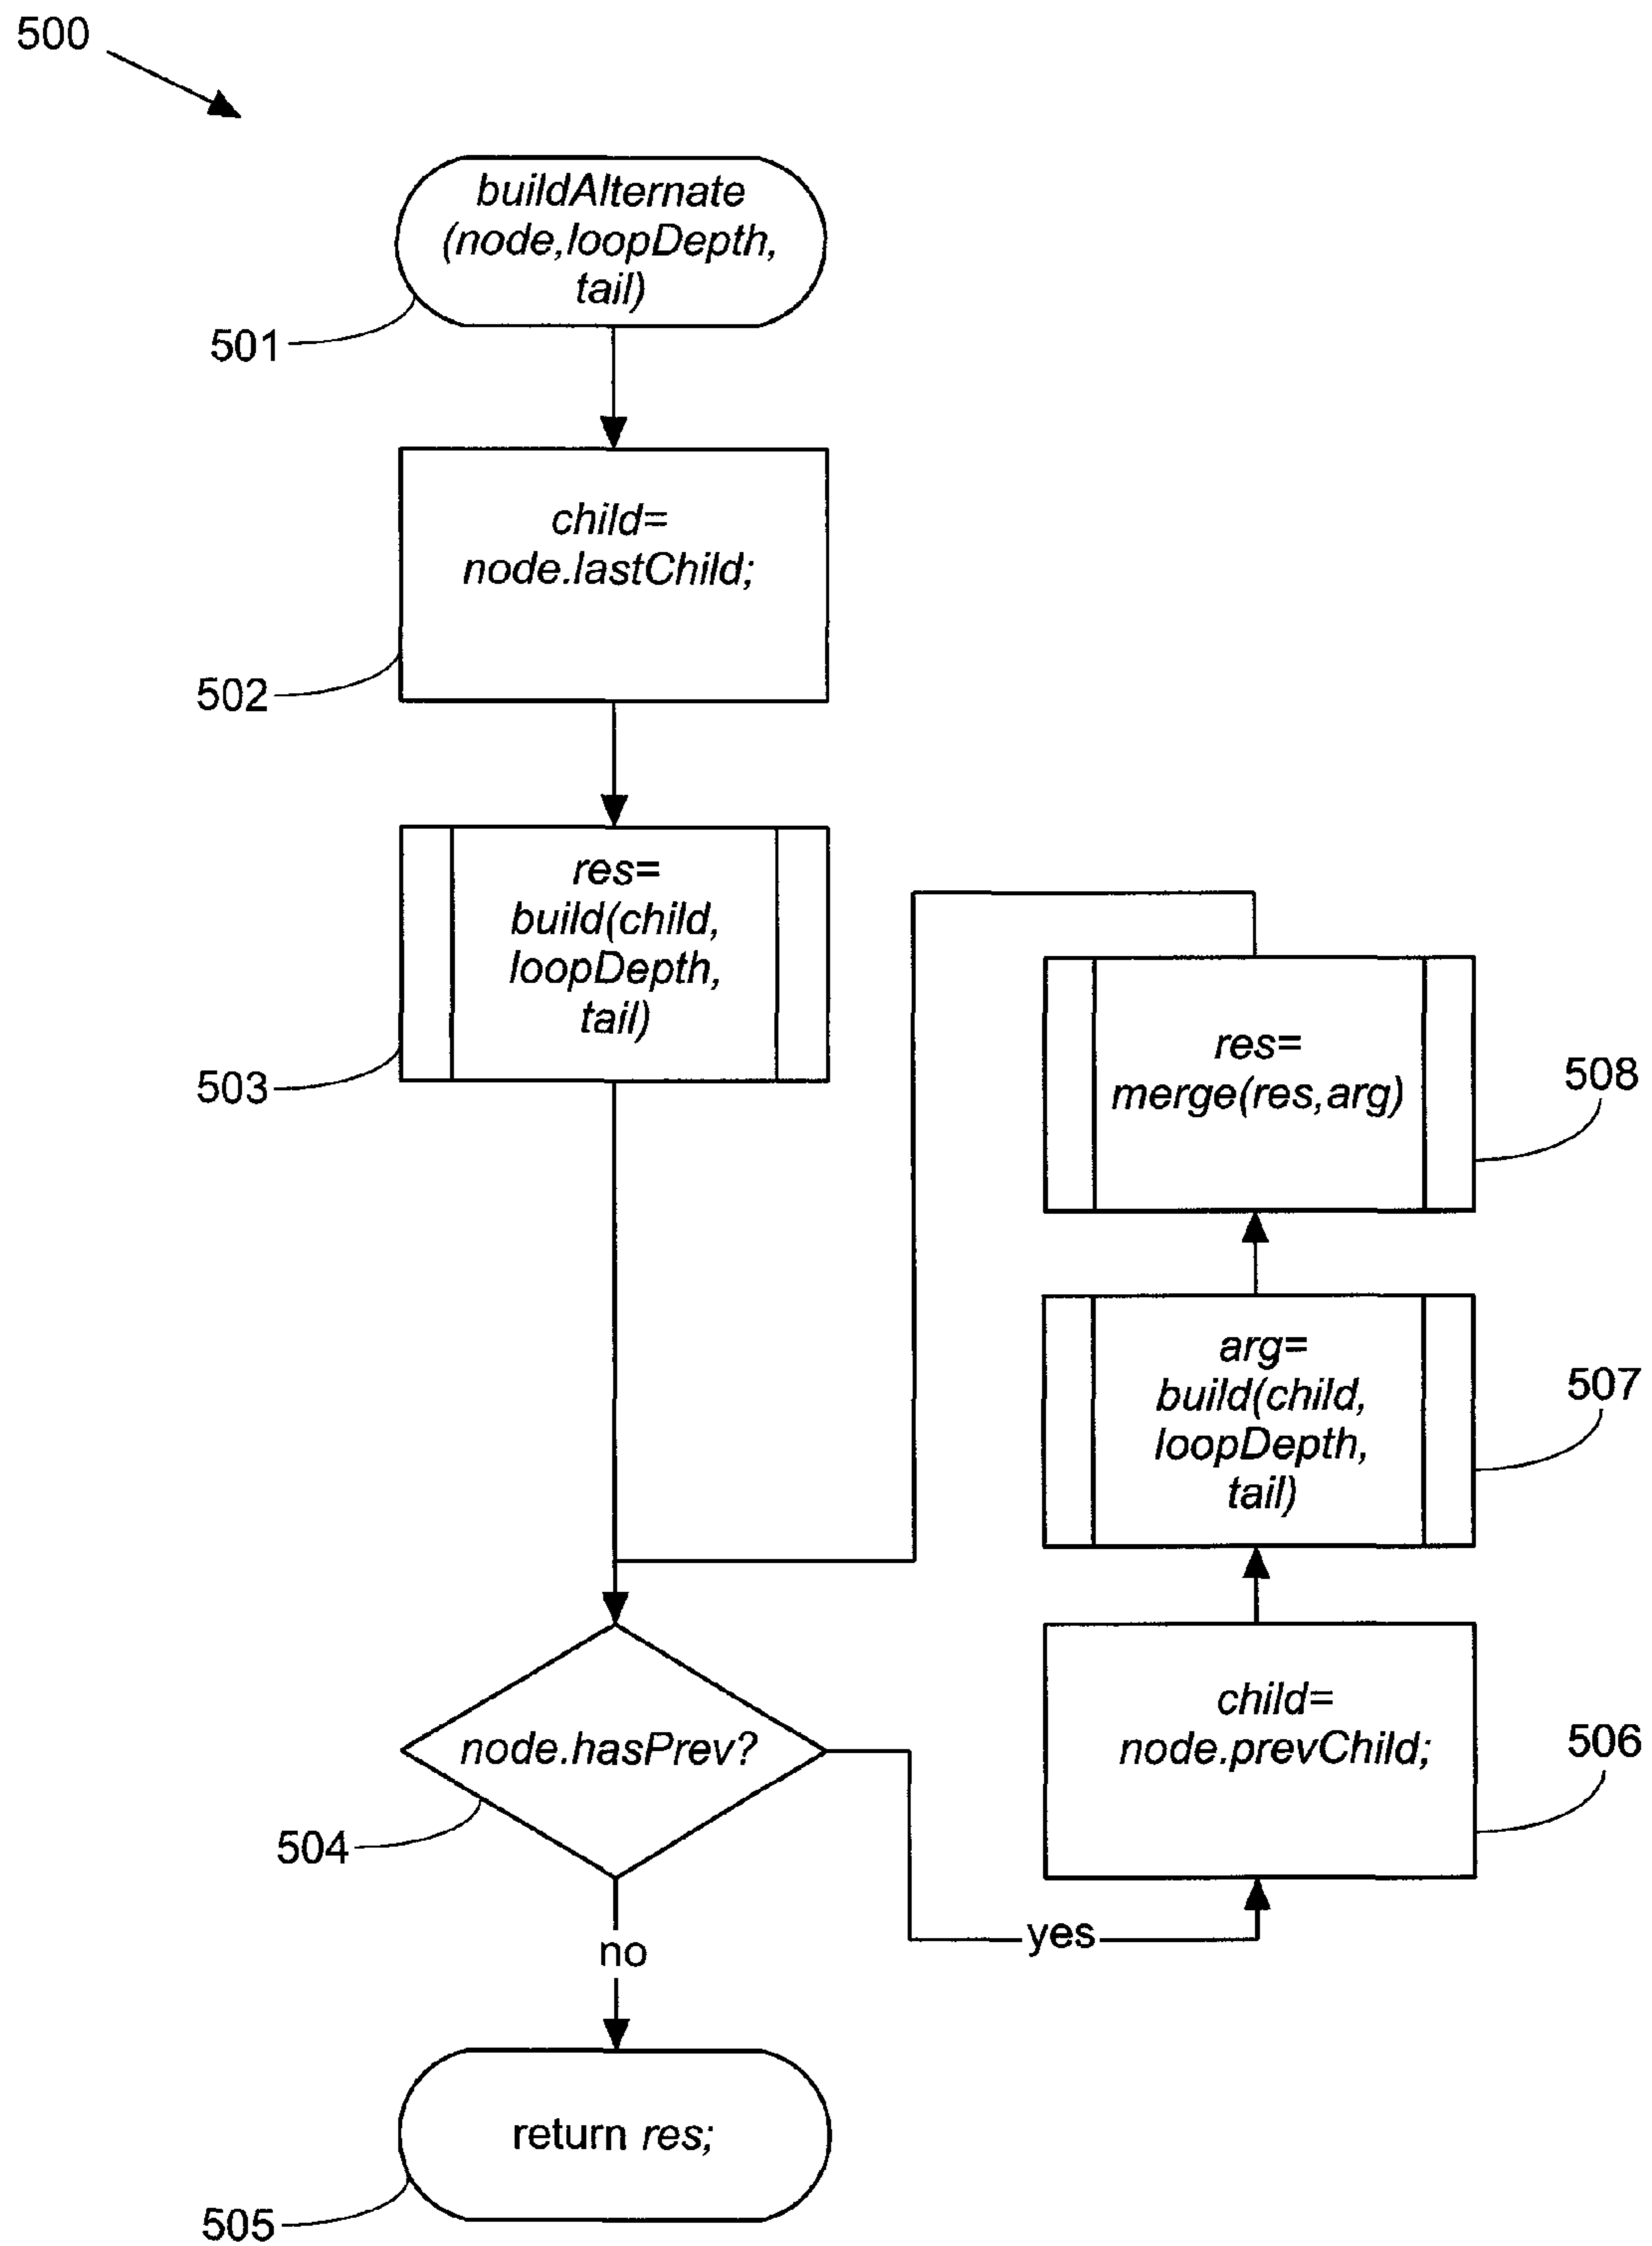 500
buildAlternate
(node,loopDepth,
tail)
501
child=
node.lastChild;
502
res=
build(child,
loopDepth,
tail)
503
res=
merge(res,arg)
508
arg=
build(child,
loopDepth,
tail)
507
child=
node.prevChild;
506
node.hasPrev?
504
yes
no
return res;
505